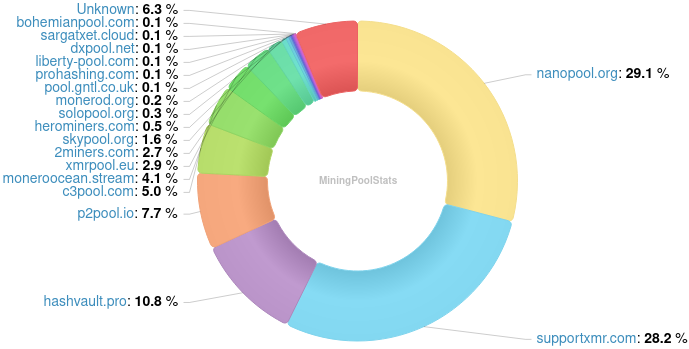 Unknown: 6.3 %
bohemianpool.com: 0.1 %
sargatxet.cloud: 0.1 %
dxpool.net: 0.1 %
liberty-pool.com: 0.1 %
prohashing.com: 0.1 %
pool.gntl.co.uk: 0.1 %
monerod.org: 0.2 %
solopool.org: 0.3 %
herominers.com: 0.5 %
skypool.org: 1.6 %
2miners.com: 2.7 %
xmrpool.eu: 2.9 %
moneroocean.stream: 4.1 %
c3pool.com: 5.0 %
p2pool.io: 7.7 %
hashvault.pro: 10.8 %
nanopool.org: 29.1 %
MiningPoolStats
supportxmr.com: 28.2 %